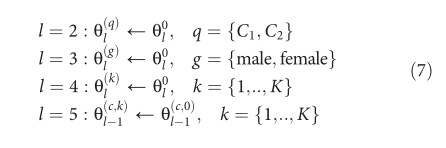 l = 2 : θ_l^(q) ← θ_l^0, q = {C_1, C_2}
l = 3 : θ_l^(g) ← θ_l^0, g = {male, female}
l = 4 : θ_l^(k) ← θ_l^0, k = {1,.., K}
l = 5 : θ_{l−1}^(c,k) ← θ_{l−1}^(c,0), k = {1,.., K}
(7)